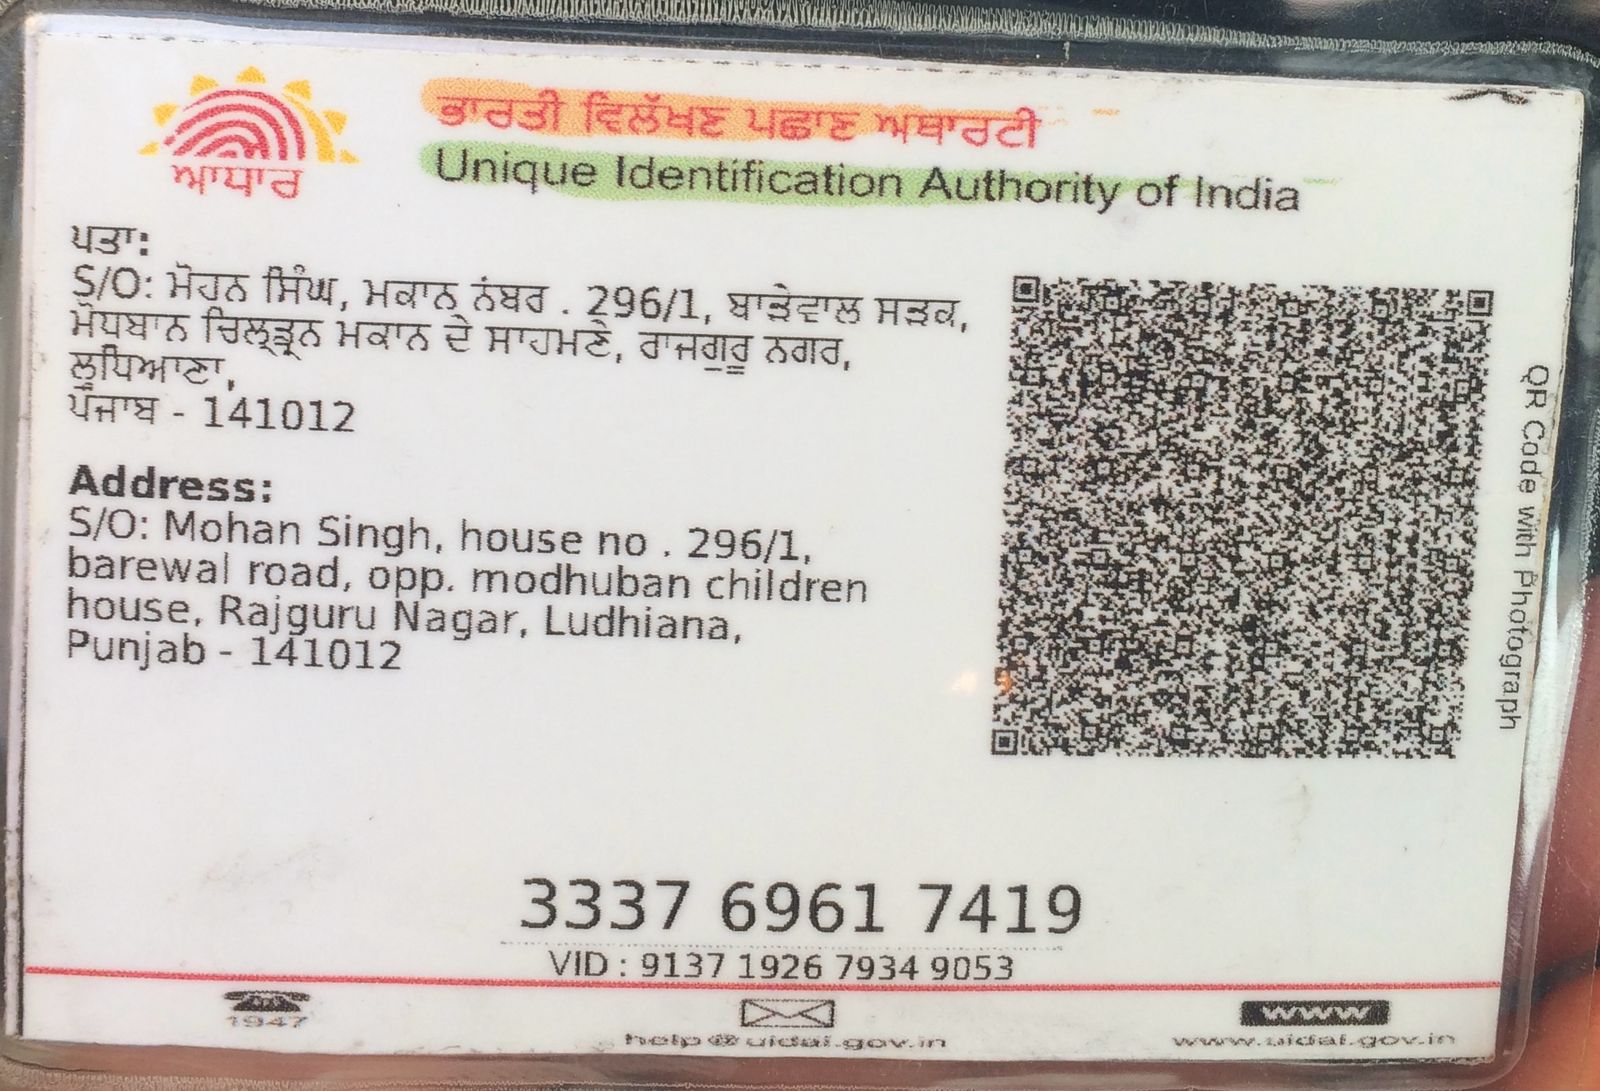 ਆਧਾਰ
ਭਾਰਤੀ ਵਿਲੱਖਣ ਪਛਾਣ ਅਥਾਰਟੀ
Unique Identification Authority of India
ਪਤਾ:
S/O: ਮੋਹਨ ਸਿੰਘ, ਮਕਾਨ ਨੰਬਰ . 296/1, ਬਾੜੇਵਾਲ ਸੜਕ,
ਮੋਧਬਾਨ ਚਿਲ੍ਡ੍ਰਨ ਮਕਾਨ ਦੇ ਸਾਹਮਣੇ, ਰਾਜਗੁਰੂ ਨਗਰ,
ਲੂਧਿਆਣਾ,
ਪੰਜਾਬ - 141012
Address:
S/O: Mohan Singh, house no . 296/1,
barewal road, opp. modhuban children
house, Rajguru Nagar, Ludhiana,
Punjab - 141012
QR Code with Photograph
3337 6961 7419
VID : 9137 1926 7934 9053
1947
help@uidai.gov.in
www
www.uidai.gov.in